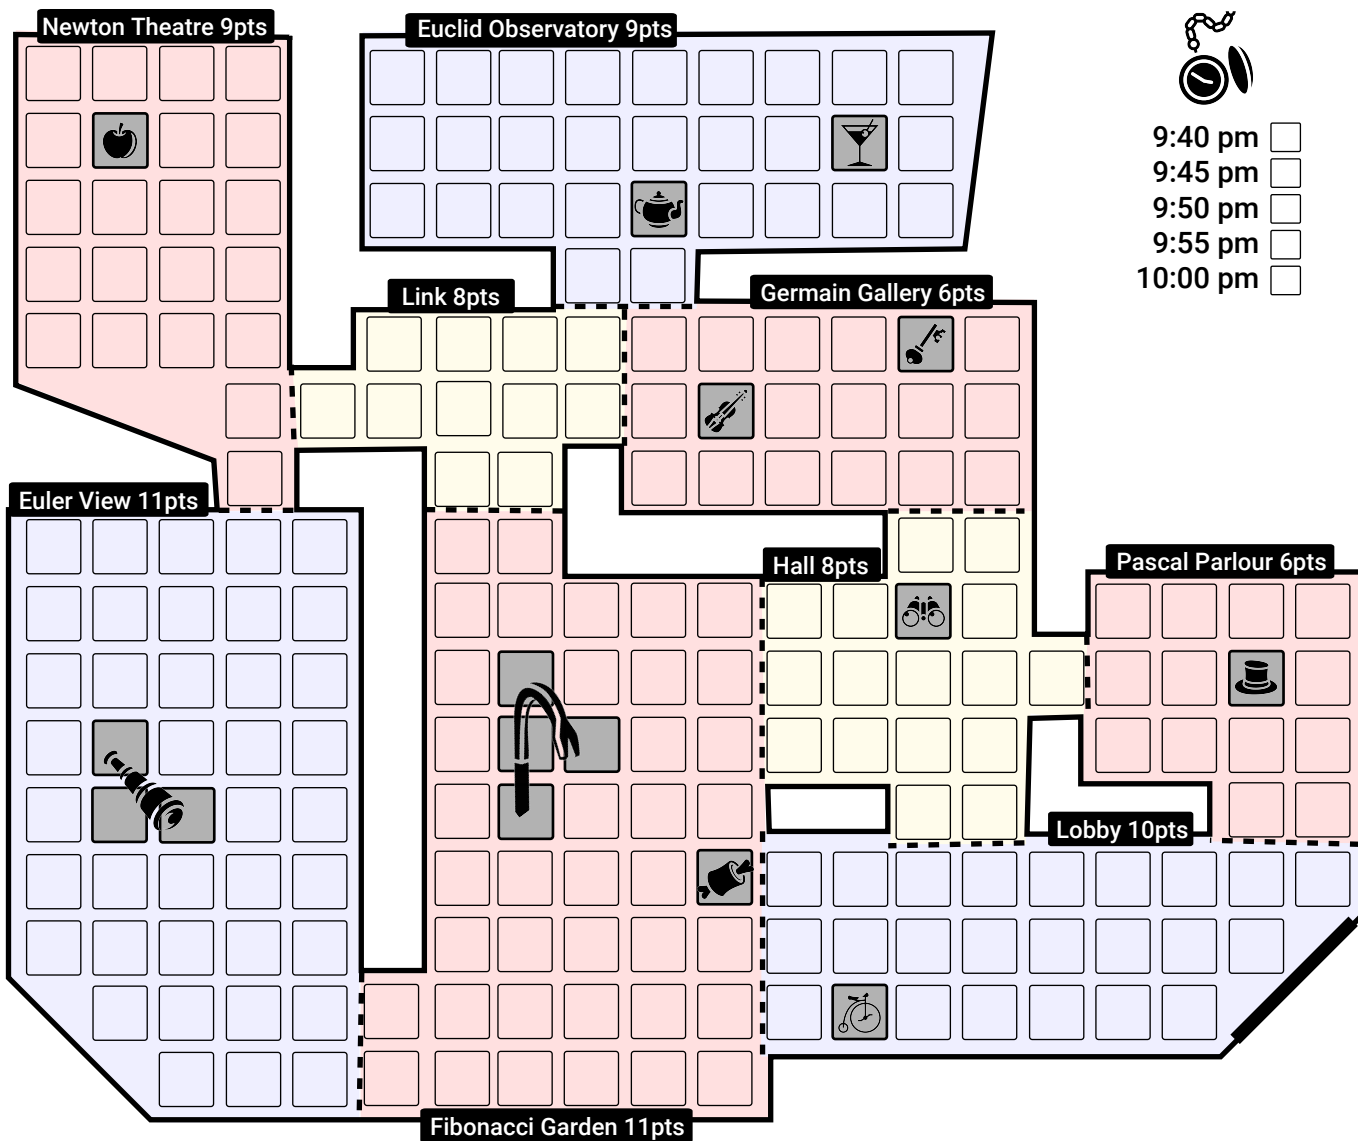 Newton Theatre 9pts
Euclid Observatory 9pts
9:40 pm
9:45 pm
9:50 pm
9:55 pm
10:00 pm
Link 8pts
Germain Gallery 6pts
Euler View 11pts
Hall 8pts
Pascal Parlour 6pts
Lobby 10pts
Fibonacci Garden 11pts